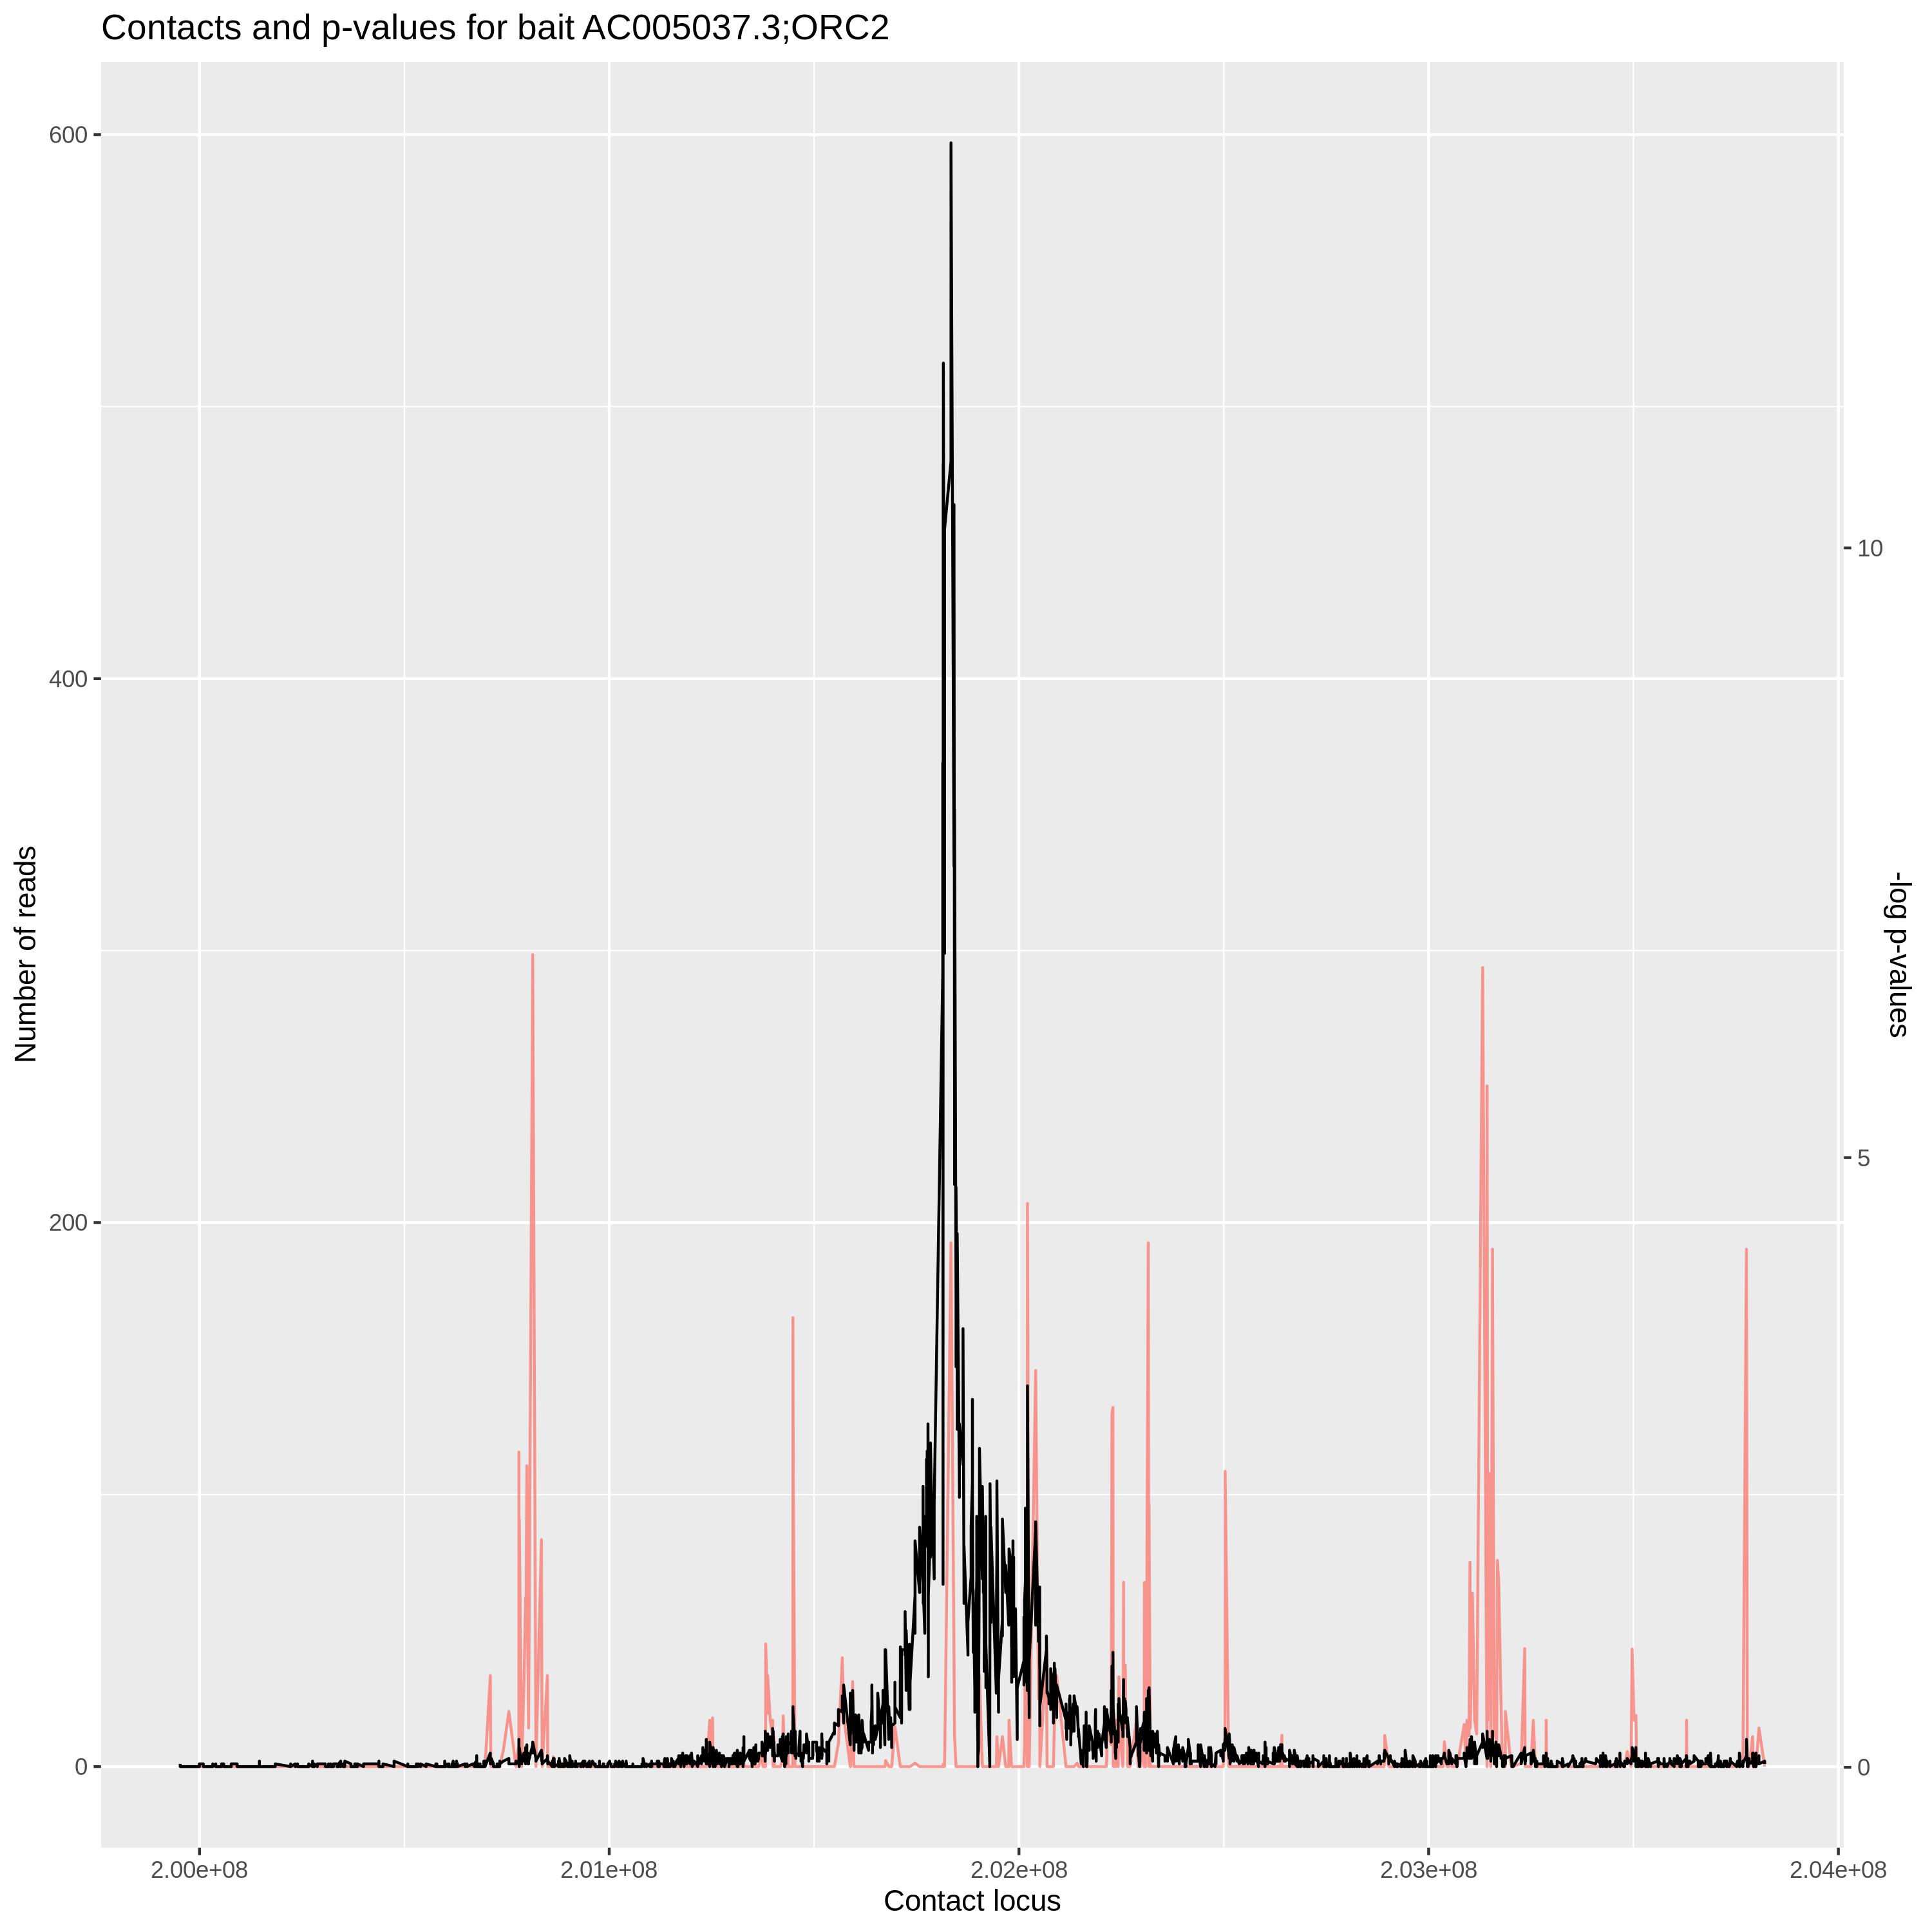 Contacts and p-values for bait AC005037.3;ORC2
600
400
200
0
Number of reads
10
5
0
-log p-values
2.00e+08
2.01e+08
2.02e+08
2.03e+08
2.04e+08
Contact locus